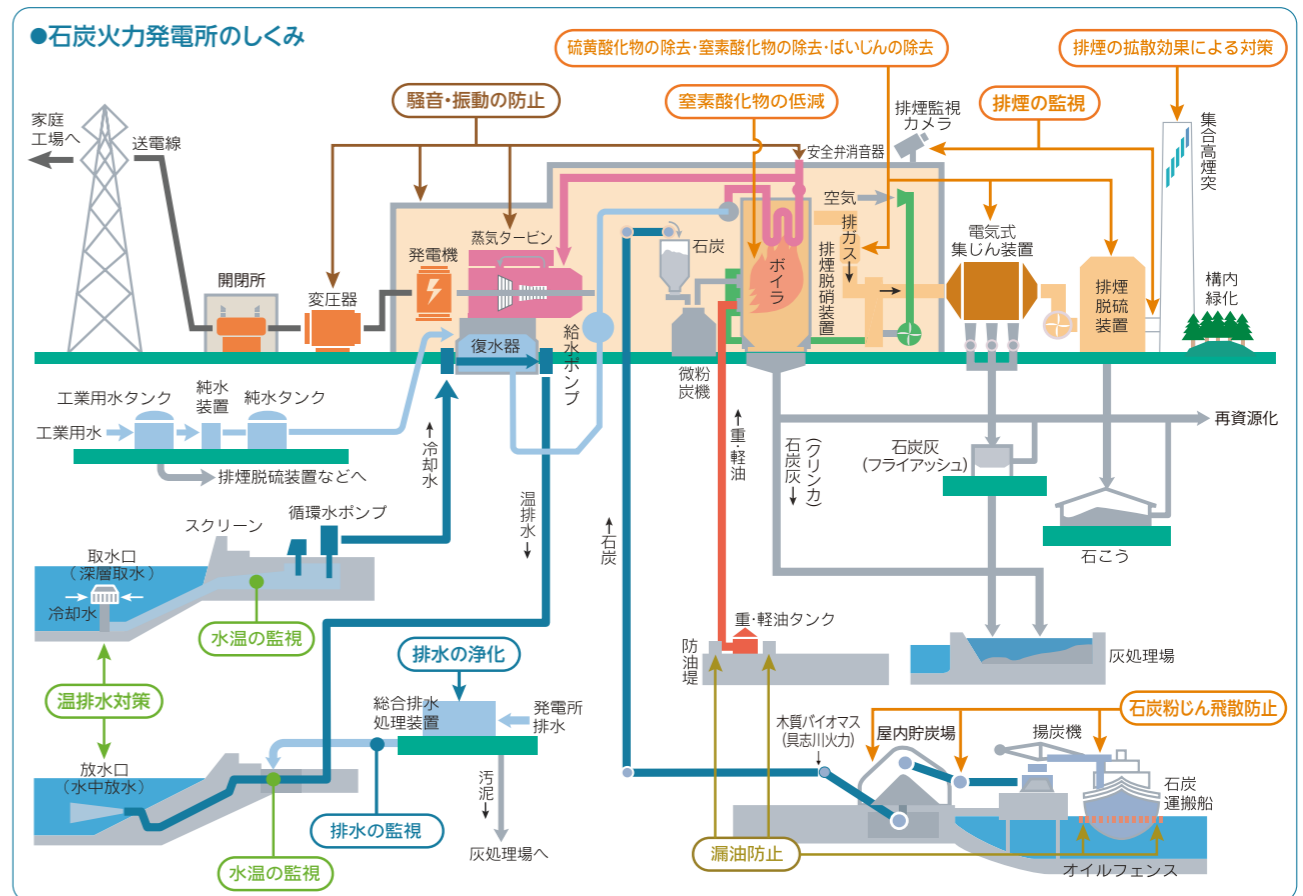 ●石炭火力発電所のしくみ
硫黄酸化物の除去・窒素酸化物の除去・ばいじんの除去
排煙の拡散効果による対策
騒音・振動の防止
窒素酸化物の低減
排煙の監視
排煙監視
カメラ
家庭
工場へ
送電線
安全弁消音器
集合高煙突
空気
蒸気タービン
発電機
石炭
ボイラ
排ガス
↓
排煙脱硝装置
電気式
集じん装置
排煙
脱硫
装置
構内
緑化
開閉所
変圧器
復水器
給水ポンプ
微粉
炭機
工業用水タンク
純水
装置
純水タンク
工業用水
排煙脱硫装置などへ
↑冷却水
温排水↓
↑重・軽油
石炭灰↓
(クリンカ)
再資源化
石炭灰
(フライアッシュ)
石こう
↑石炭
スクリーン
循環水ポンプ
取水口
(深層取水)
冷却水
水温の監視
温排水対策
排水の浄化
総合排水
処理装置
発電所
排水
重・軽油タンク
防油堤
灰処理場
石炭粉じん飛散防止
木質バイオマス
(具志川火力)
屋内貯炭場
揚炭機
石炭
運搬船
放水口
(水中放水)
汚泥↓
排水の監視
灰処理場へ
漏油防止
オイルフェンス
水温の監視